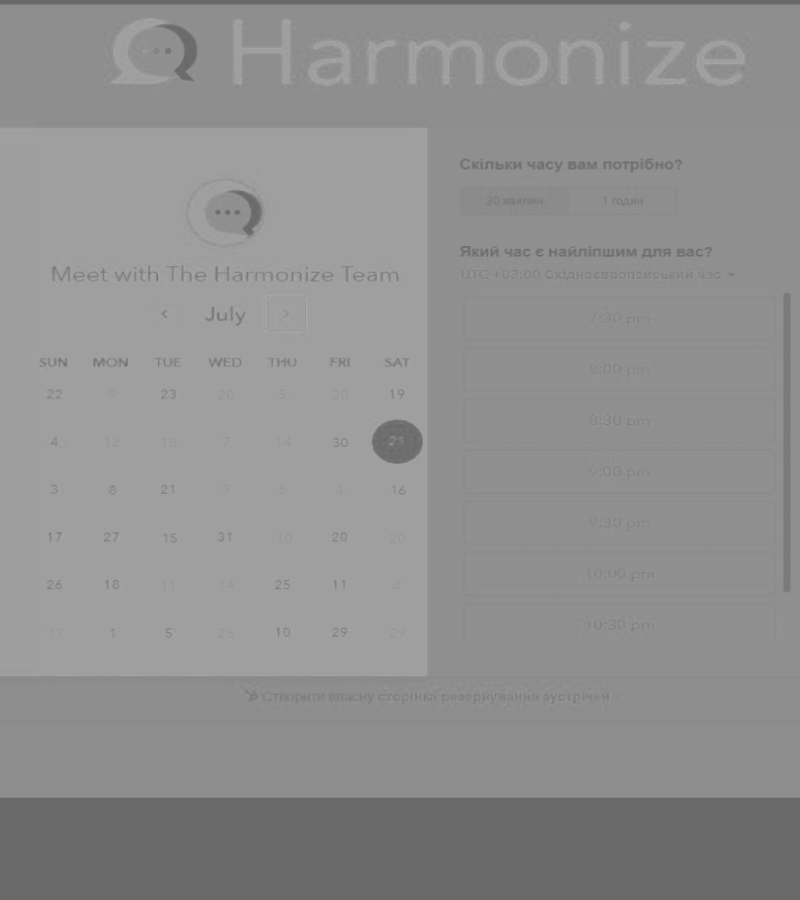 Harmonize
Meet with The Harmonize Team
July
SUN MON TUE WED THU FRI SAT
22 9 23 20 5 20 19
4 12 18 7 14 30 21
3 8 21 9 6 4 16
17 27 15 31 10 20 20
26 18 11 14 25 11 4
17 1 5 26 10 29 29
Скільки часу вам потрібно?
30 хвилин 1 годин
Який час є найліпшим для вас?
UTC +03:00 Східноєвропейський час
7:30 pm
8:00 pm
8:30 pm
9:00 pm
9:30 pm
10:00 pm
10:30 pm
Створити власну сторінка резервування зустрічей